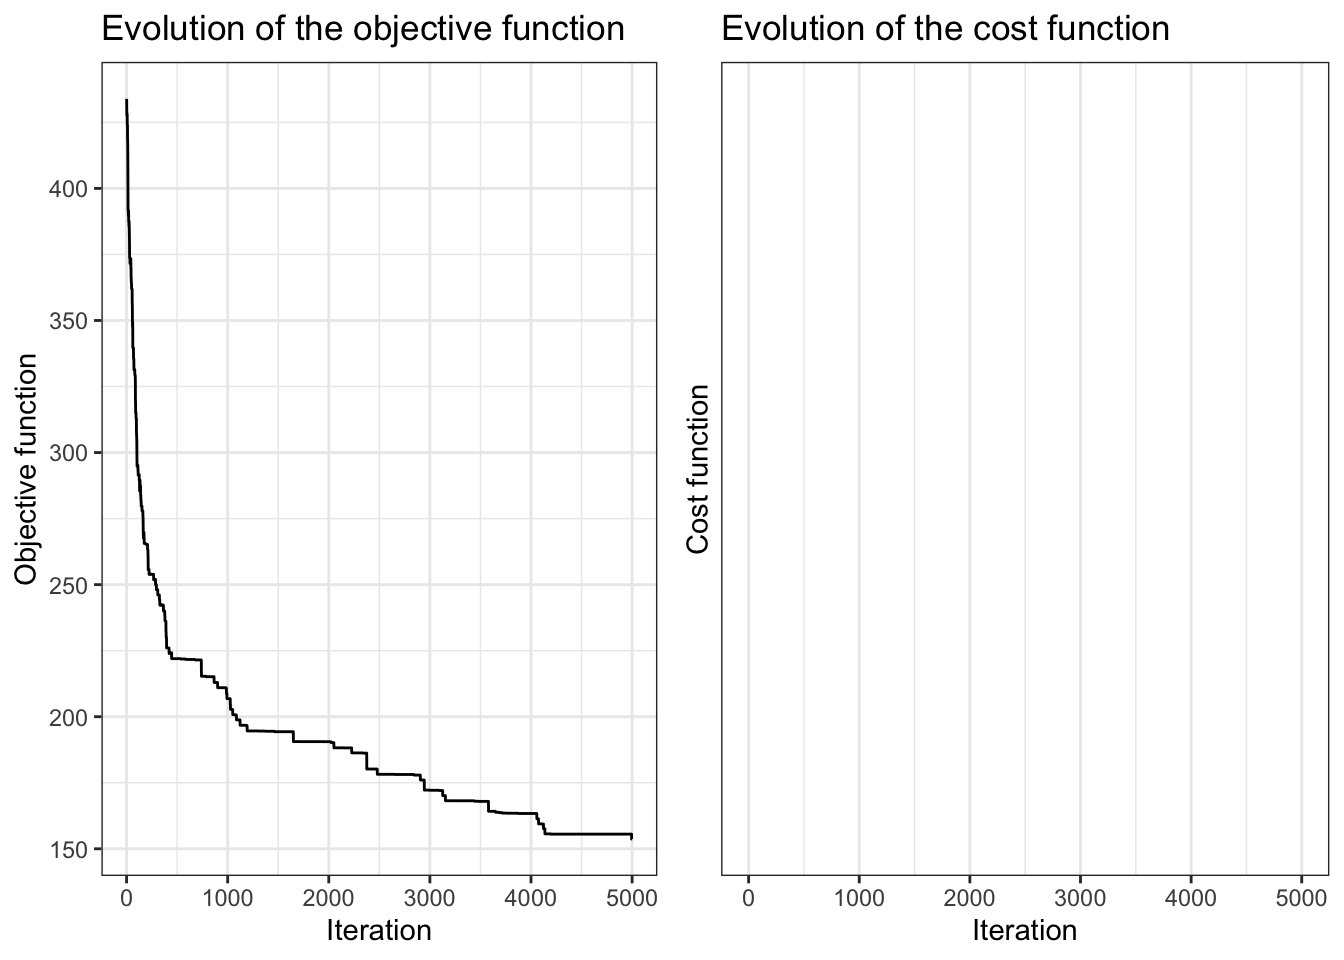 Evolution of the objective function
Objective function
400
350
300
250
200
150
0 1000 2000 3000 4000 5000
Iteration
Evolution of the cost function
Cost function
0 1000 2000 3000 4000 5000
Iteration